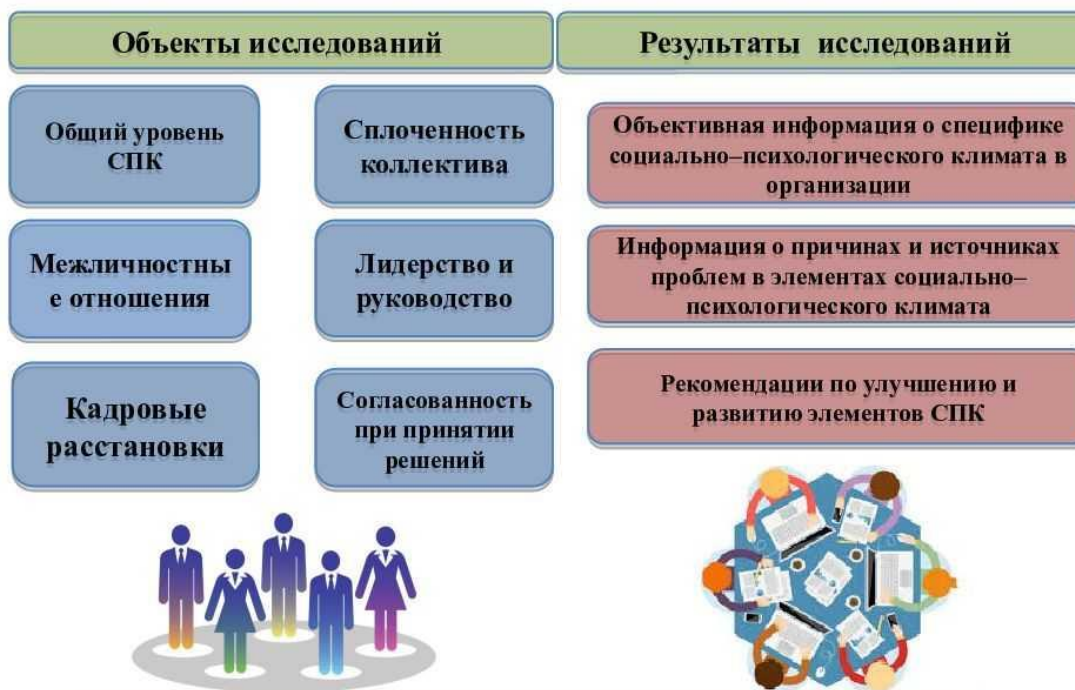 Объекты исследований
Результаты исследований
Общий уровень
СПК
Сплоченность
коллектива
Межличностны
е отношения
Лидерство и
руководство
Кадровые
расстановки
Согласованность
при принятии
решений
Объективная информация о специфике
социально–психологического климата в
организации
Информация о причинах и источниках
проблем в элементах социально–
психологического климата
Рекомендации по улучшению и
развитию элементов СПК